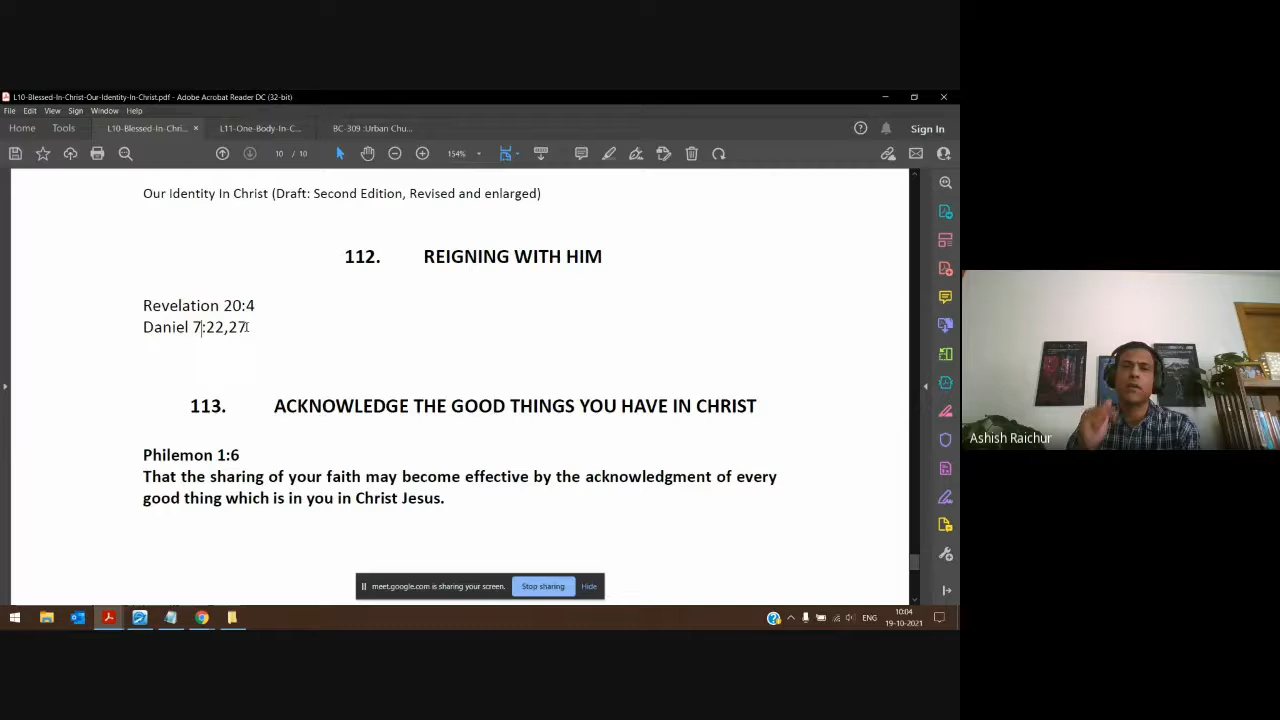 L10-Blessed-In-Christ-Our-Identity-In-Christ.pdf - Adobe Acrobat Reader DC (32-bit)
File Edit View Sign Window Help
Home Tools L10-Blessed-In-Chri... × L11-One-Body-In-C... BC-309 :Urban Chu... Sign In
10 / 10 154%
Our Identity In Christ (Draft: Second Edition, Revised and enlarged)
112. REIGNING WITH HIM
Revelation 20:4
Daniel 7:22,27
113. ACKNOWLEDGE THE GOOD THINGS YOU HAVE IN CHRIST
Philemon 1:6
That the sharing of your faith may become effective by the acknowledgment of every
good thing which is in you in Christ Jesus.
Ashish Raichur
meet.google.com is sharing your screen. Stop sharing Hide
ENG 10:04
19-10-2021